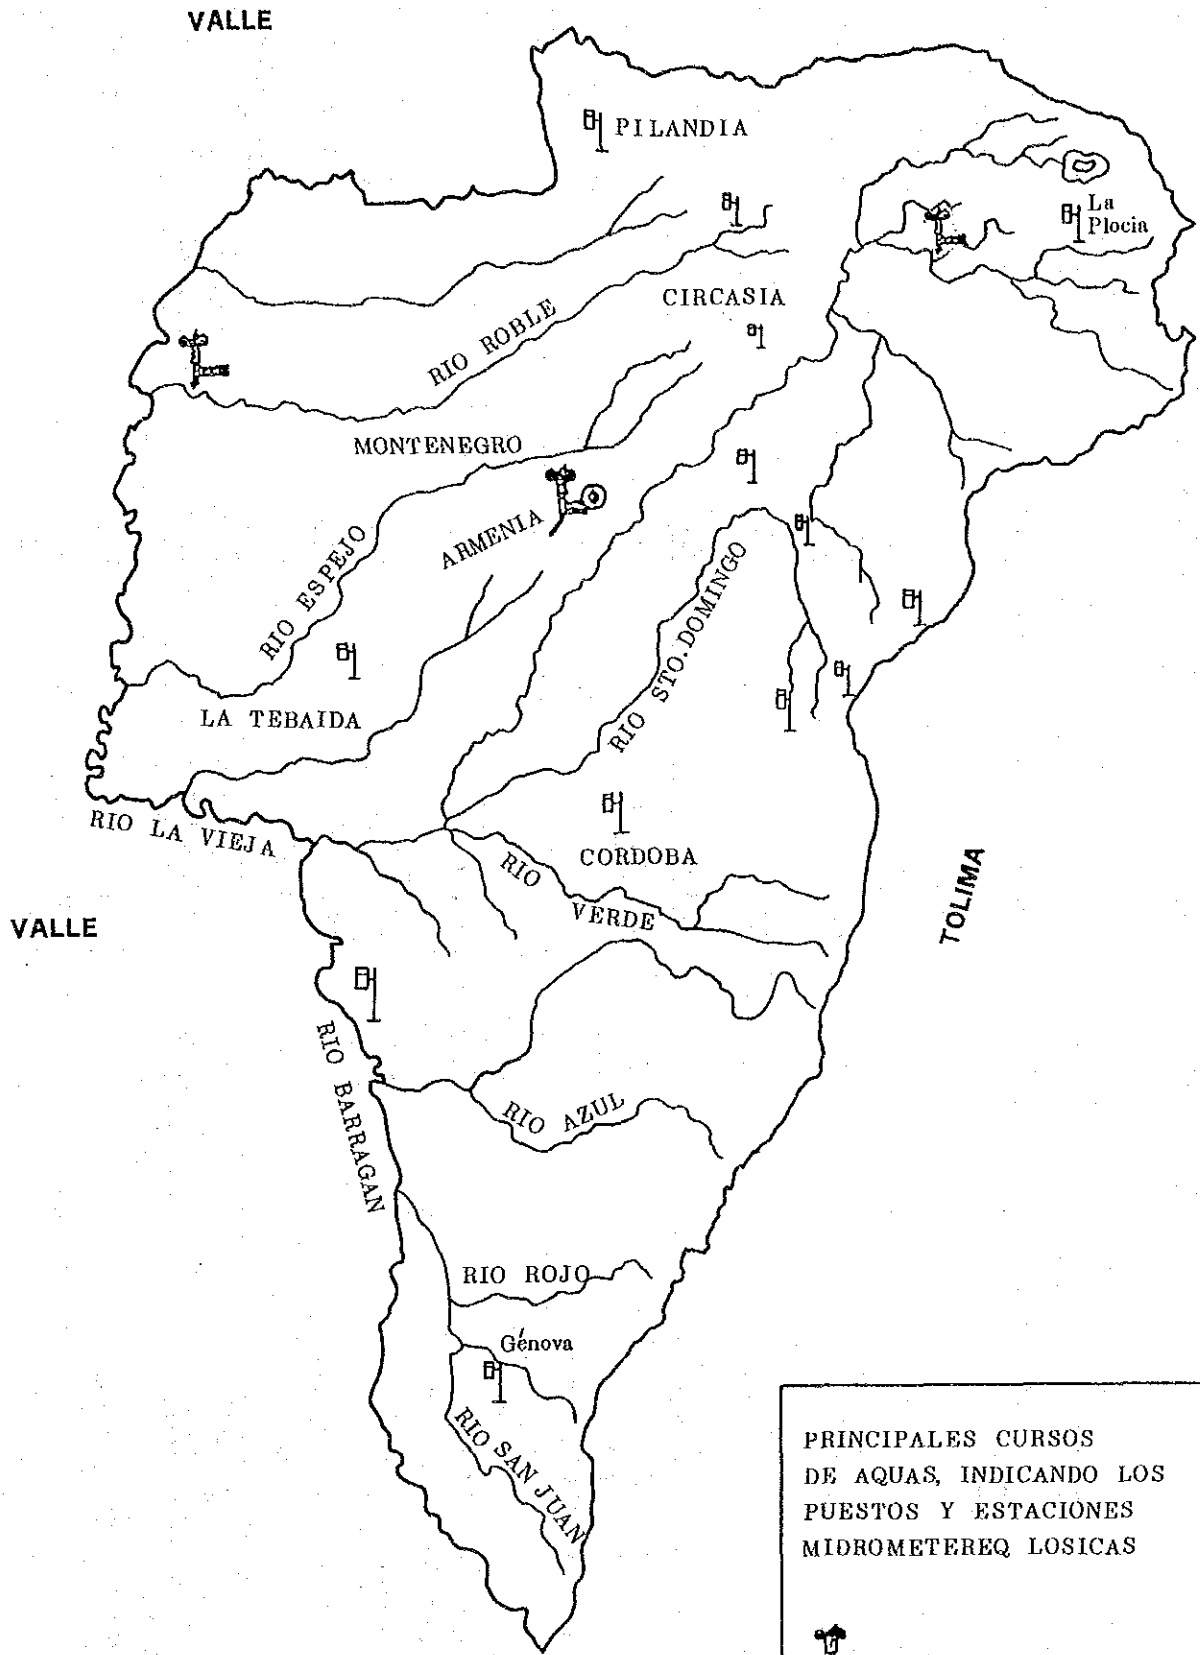 VALLE
PILANDIA
La
Plocia
CIRCASIA
RIO ROBLE
MONTENEGRO
ARMENIA
RIO ESPEJO
RIO STO. DOMINGO
LA TEBAIDA
RIO LA VIEJA
CORDOBA
RIO
VERDE
TOLIMA
VALLE
RIO BARRAGAN
RIO AZUL
RIO ROJO
Génova
RIO SAN JUAN
PRINCIPALES CURSOS
DE AQUAS, INDICANDO LOS
PUESTOS Y ESTACIONES
MIDROMETEREQ LOSICAS